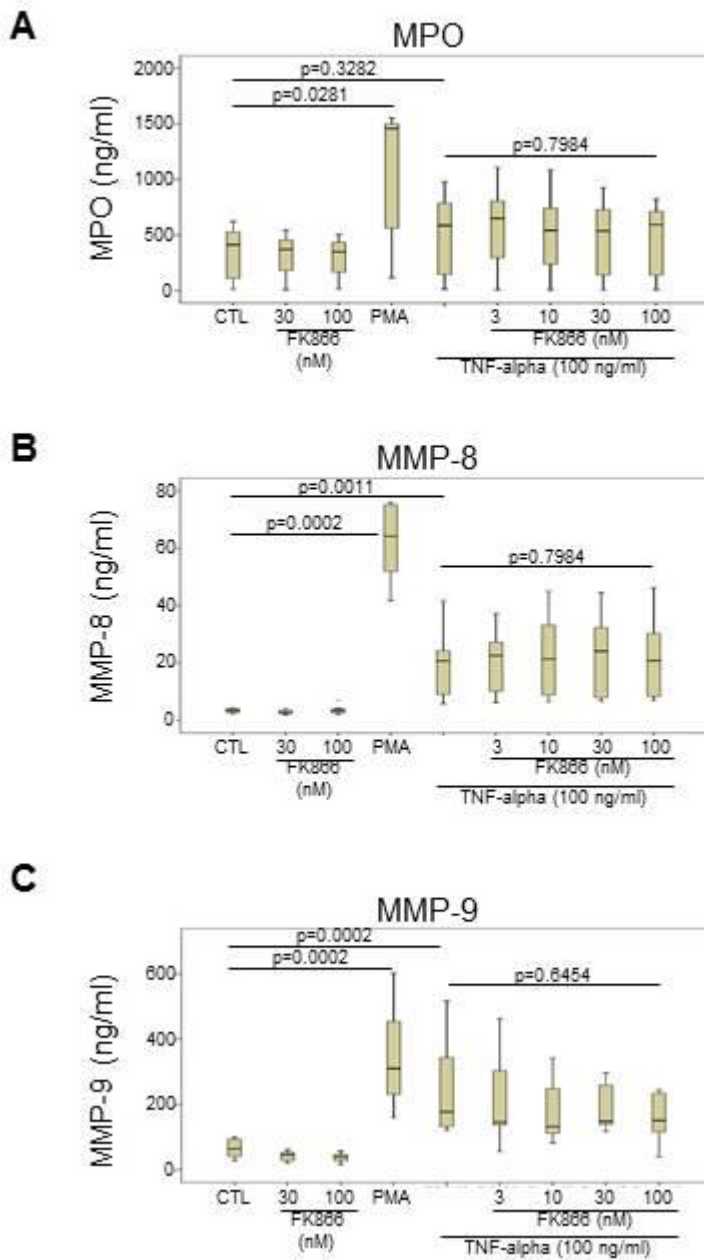 A
MPO
MPO (ng/ml)
2000
1500
1000
500
0
p=0.3282
p=0.0281
p=0.7984
CTL 30 100 PMA 3 10 30 100
FK866 (nM) FK866 (nM)
TNF-alpha (100 ng/ml)
B
MMP-8
MMP-8 (ng/ml)
80
60
40
20
0
p=0.0011
p=0.0002
p=0.7984
CTL 30 100 PMA 3 10 30 100
FK866 (nM) FK866 (nM)
TNF-alpha (100 ng/ml)
C
MMP-9
MMP-9 (ng/ml)
600
400
200
0
p=0.0002
p=0.0002
p=0.6454
CTL 30 100 PMA 3 10 30 100
FK866 (nM) FK866 (nM)
TNF-alpha (100 ng/ml)